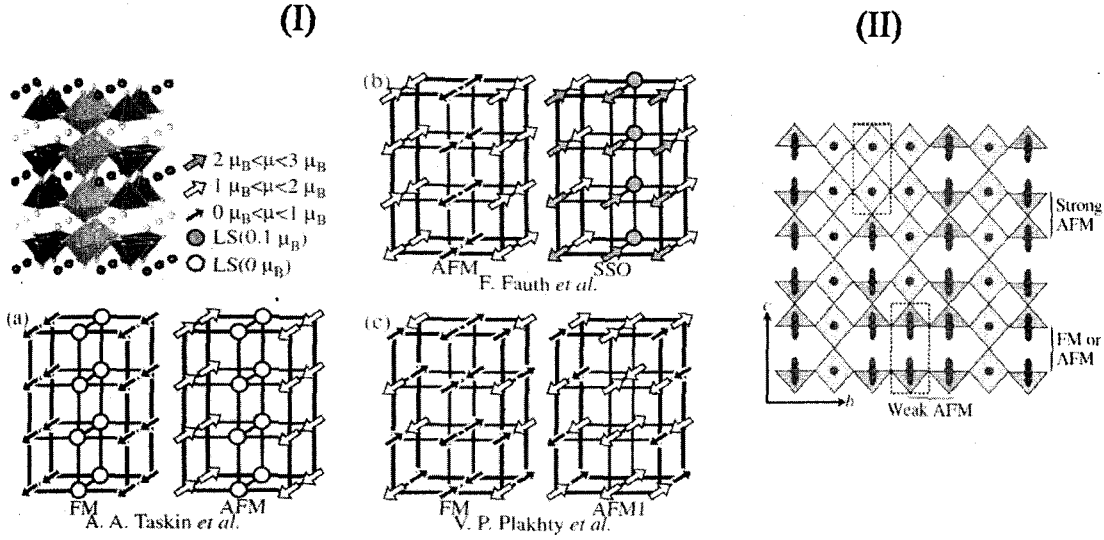 (I)
(II)
2 μB<μ<3 μB
1 μB<μ<2 μB
0 μB<μ<1 μB
LS(0.1 μB)
LS(0 μB)
(b)
AFM
SSO
F. Fauth et al.
(a)
FM
AFM
A. A. Taskin et al.
(c)
FM
AFM1
V. P. Plakhty et al.
Strong
AFM
FM or
AFM
Weak AFM
c
b